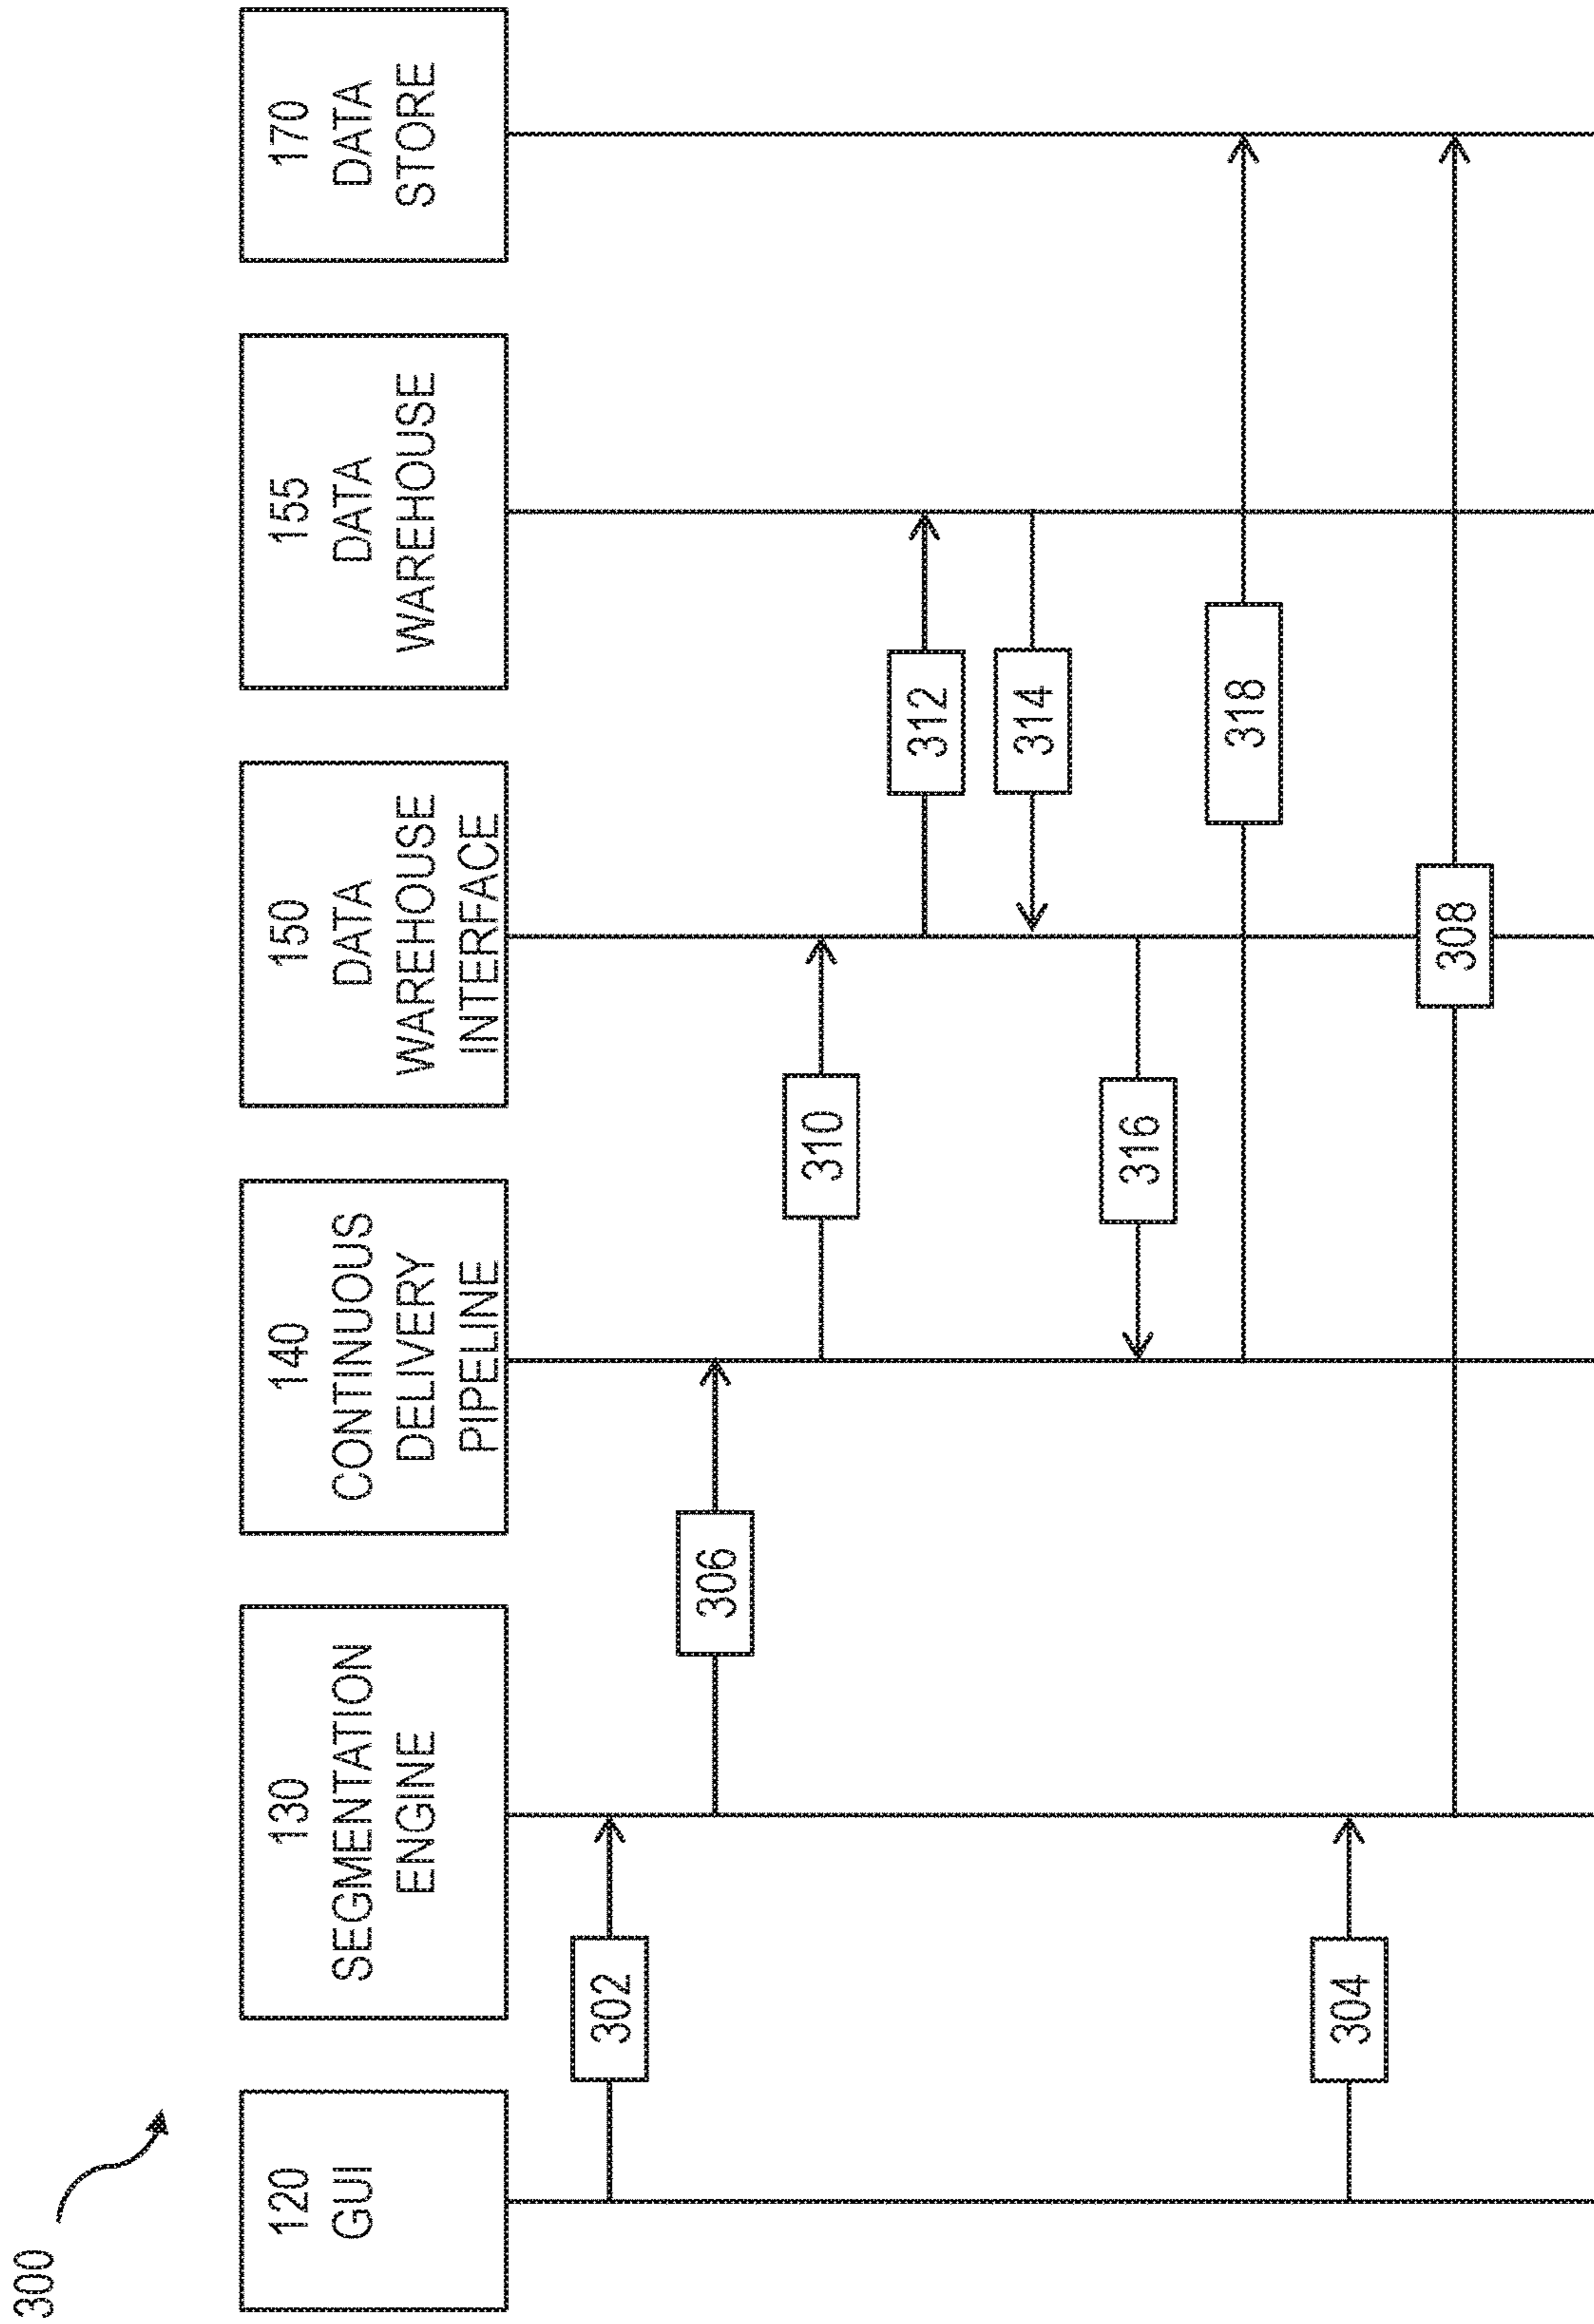 300
120
GUI
130
SEGMENTATION
ENGINE
140
CONTINUOUS
DELIVERY
PIPELINE
150
DATA
WAREHOUSE
INTERFACE
155
DATA
WAREHOUSE
170
DATA
STORE
302
306
310
312
314
316
318
304
308